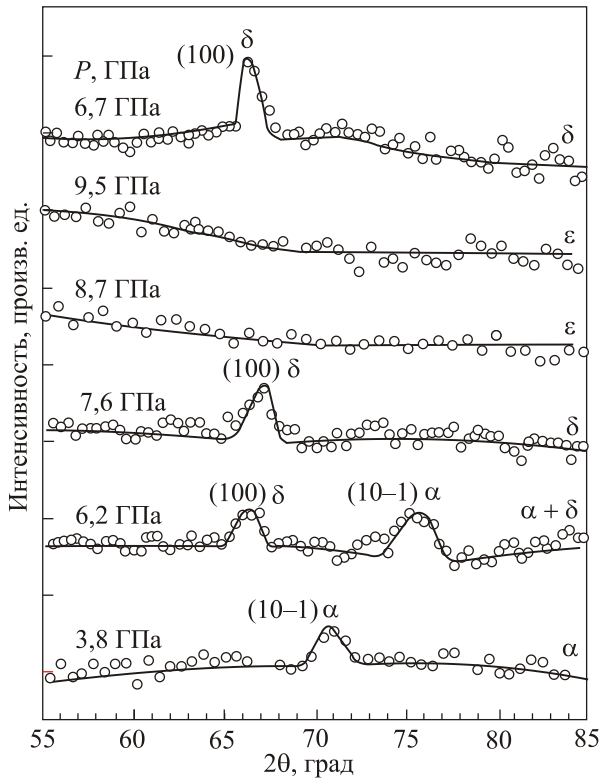 P, ГПа
(100) δ
6,7 ГПа
δ
9,5 ГПа
ε
8,7 ГПа
ε
(100) δ
7,6 ГПа
δ
(100) δ
(10–1) α
6,2 ГПа
α + δ
(10–1) α
3,8 ГПа
α
55 60 65 70 75 80 85
2θ, град
Интенсивность, произв. ед.